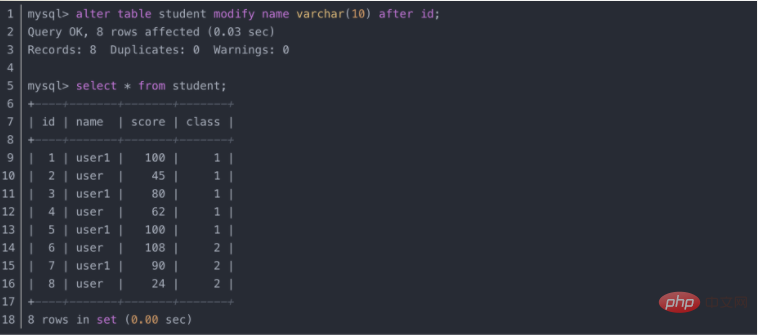 1 mysql> alter table student modify name varchar(10) after id;
2 Query OK, 8 rows affected (0.03 sec)
3 Records: 8  Duplicates: 0  Warnings: 0
4
5 mysql> select * from student;
6 +----+-------+-------+-------+
7 | id | name  | score | class |
8 +----+-------+-------+-------+
9 |  1 | user1 |   100 |     1 |
10 |  2 | user  |    45 |     1 |
11 |  3 | user1 |    80 |     1 |
12 |  4 | user  |    62 |     1 |
13 |  5 | user1 |   100 |     1 |
14 |  6 | user  |   108 |     2 |
15 |  7 | user1 |    90 |     2 |
16 |  8 | user  |    24 |     2 |
17 +----+-------+-------+-------+
18 8 rows in set (0.00 sec)
php